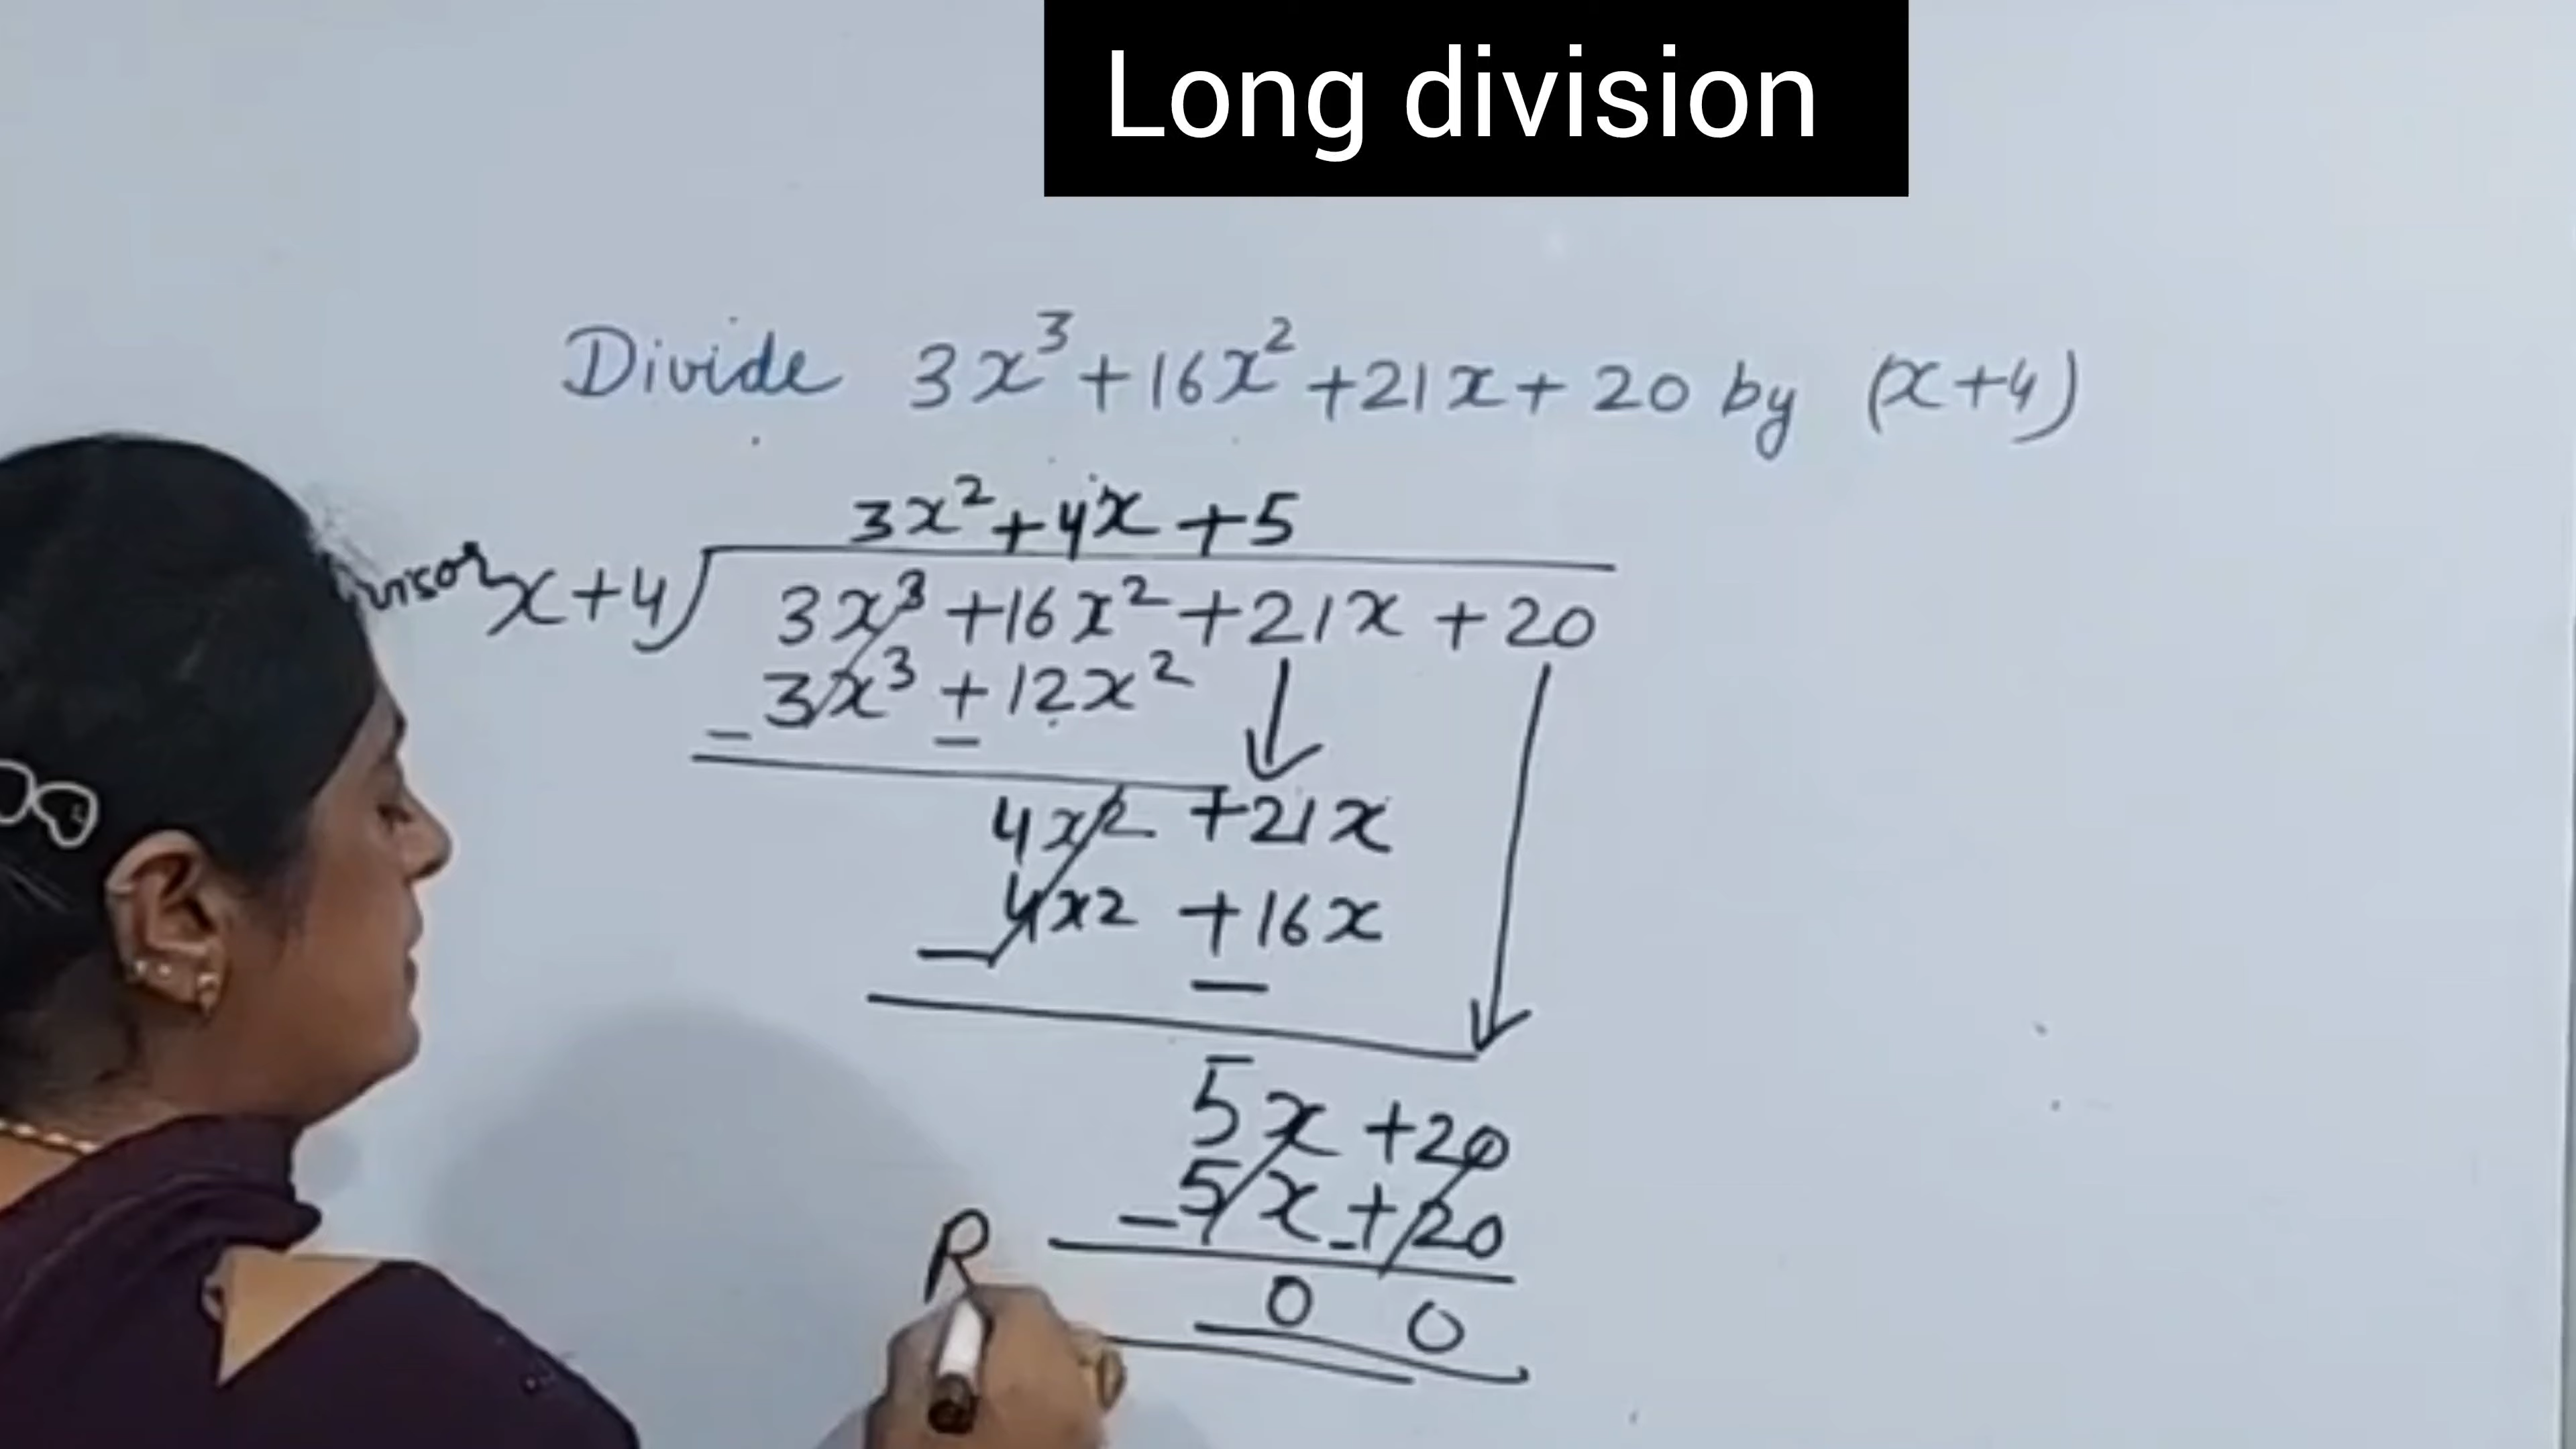 Long division
Divide 3x³ + 16x² + 21x + 20 by (x+4)
3x² + 4x + 5
x+4) 3x³ + 16x² + 21x + 20
3x³ + 12x²
− −
4x² + 21x
4x2 + 16x
− −
5x + 20
5x + 20
− −
0 0
R